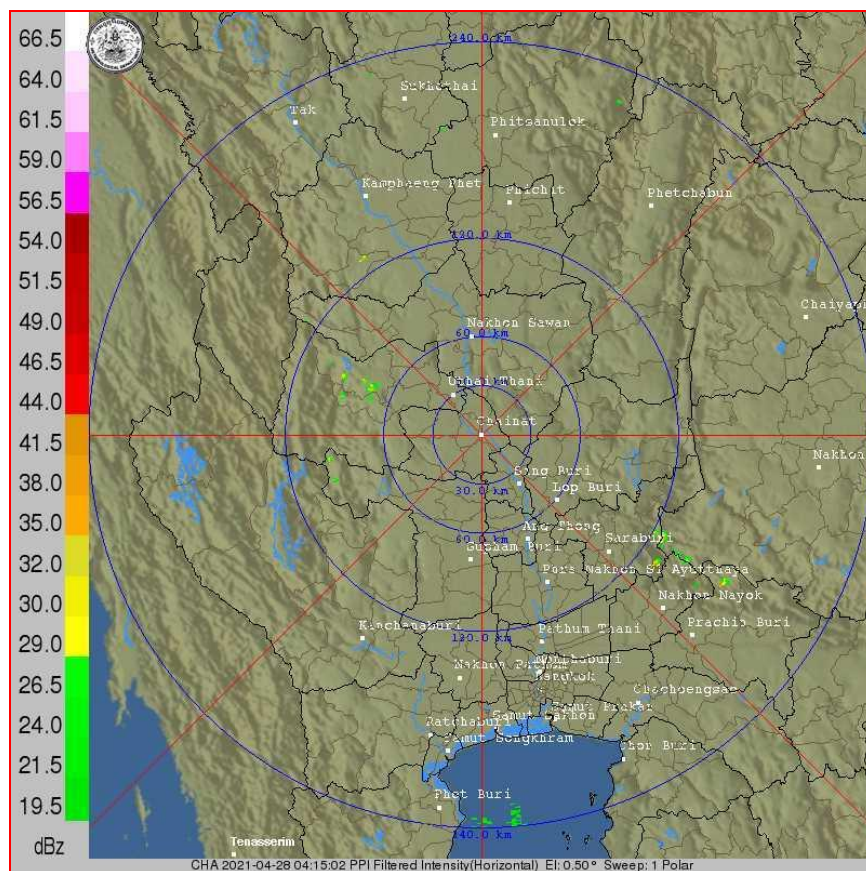 66.5
64.0
61.5
59.0
56.5
54.0
51.5
49.0
46.5
44.0
41.5
38.0
35.0
32.0
30.0
29.0
26.5
24.0
21.5
19.5
dBz
240.0 km
Sukhothai
Tak
Phitsanulok
Kamphaeng Phet
Phichit
Phetchabun
120.0 km
Chaiyaph
Nakhon Sawan
60.0 km
Uthai Thani
Chainat
Nakhon
Sing Buri
30.0 km
Lop Buri
Ang Thong
60.0 km
Saraburi
Supham Buri
Pora Nakhon Si Ayutthaya
Nakhon Nayok
120.0 km
Kanchanaburi
Pathum Thani
Prachin Buri
Nakhon Pathom
Bangkok
Chachoengsao
Samut Prakan
Samut Sakhon
Ratchaburi
Samut Songkhram
Chon Buri
Phet Buri
240.0 km
Tenasserim
CHA 2021-04-28 04:15:02 PPI Filtered Intensity(Horizontal) El: 0.50° Sweep: 1 Polar